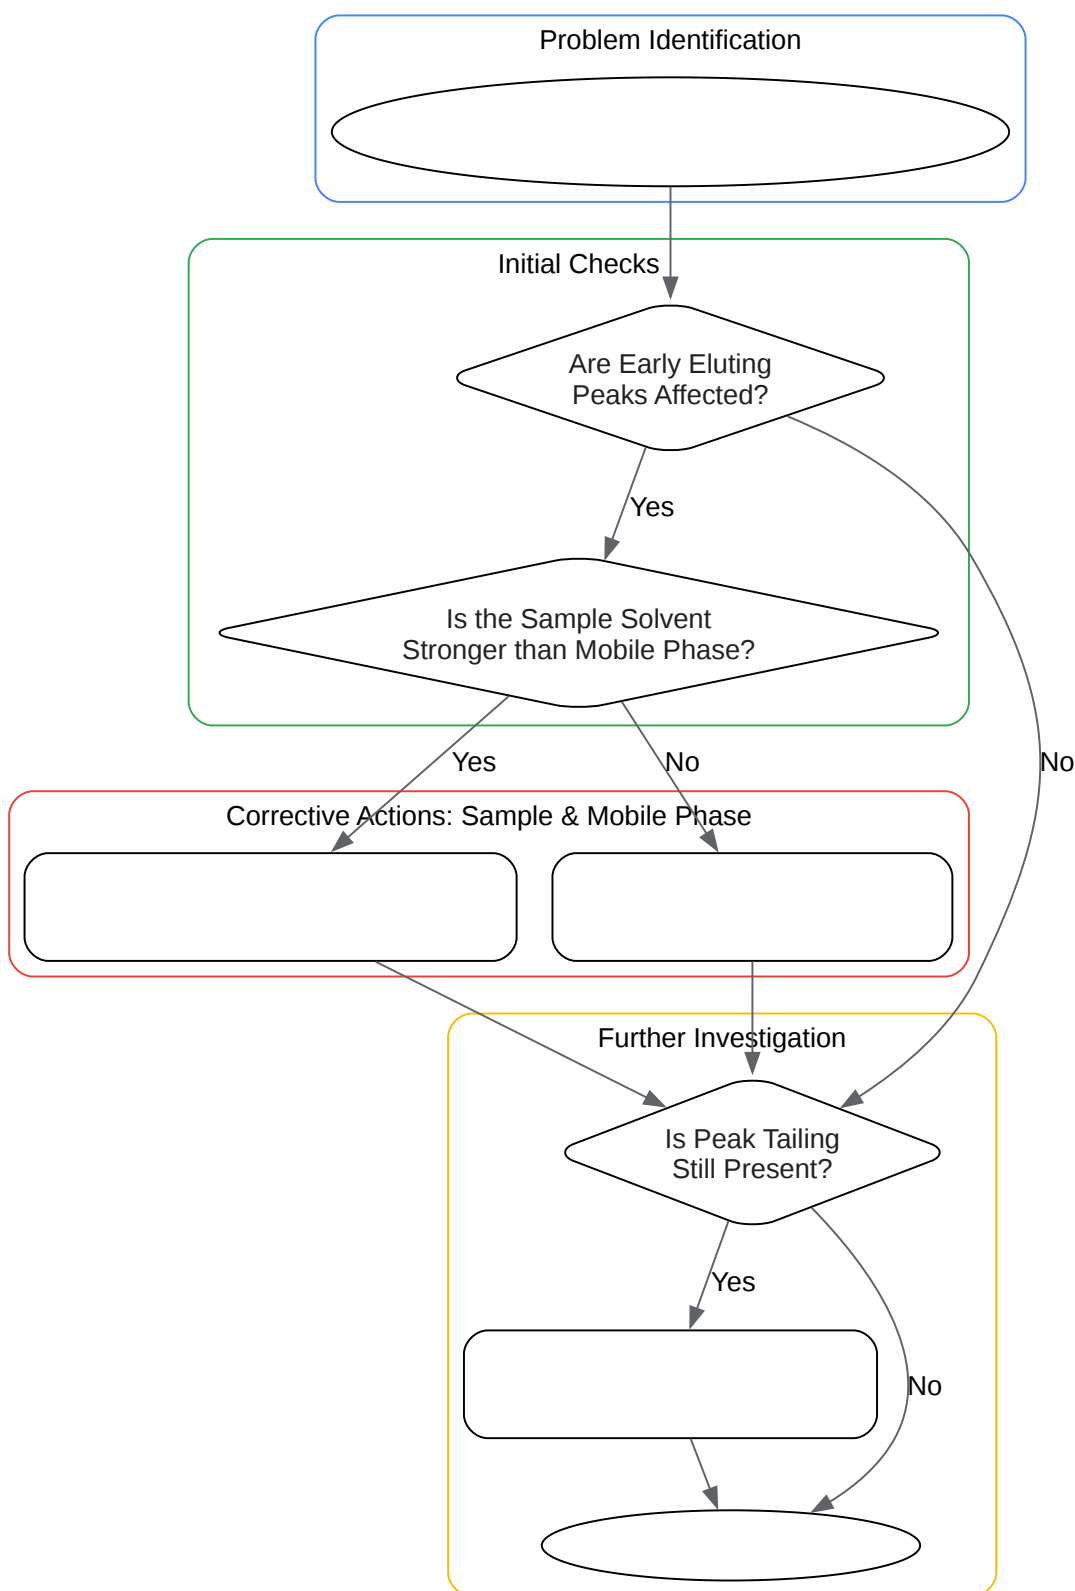 Problem Identification
Initial Checks
Are Early Eluting
Peaks Affected?
Yes
Is the Sample Solvent
Stronger than Mobile Phase?
Yes
No
No
Corrective Actions: Sample & Mobile Phase
Further Investigation
Is Peak Tailing
Still Present?
Yes
No